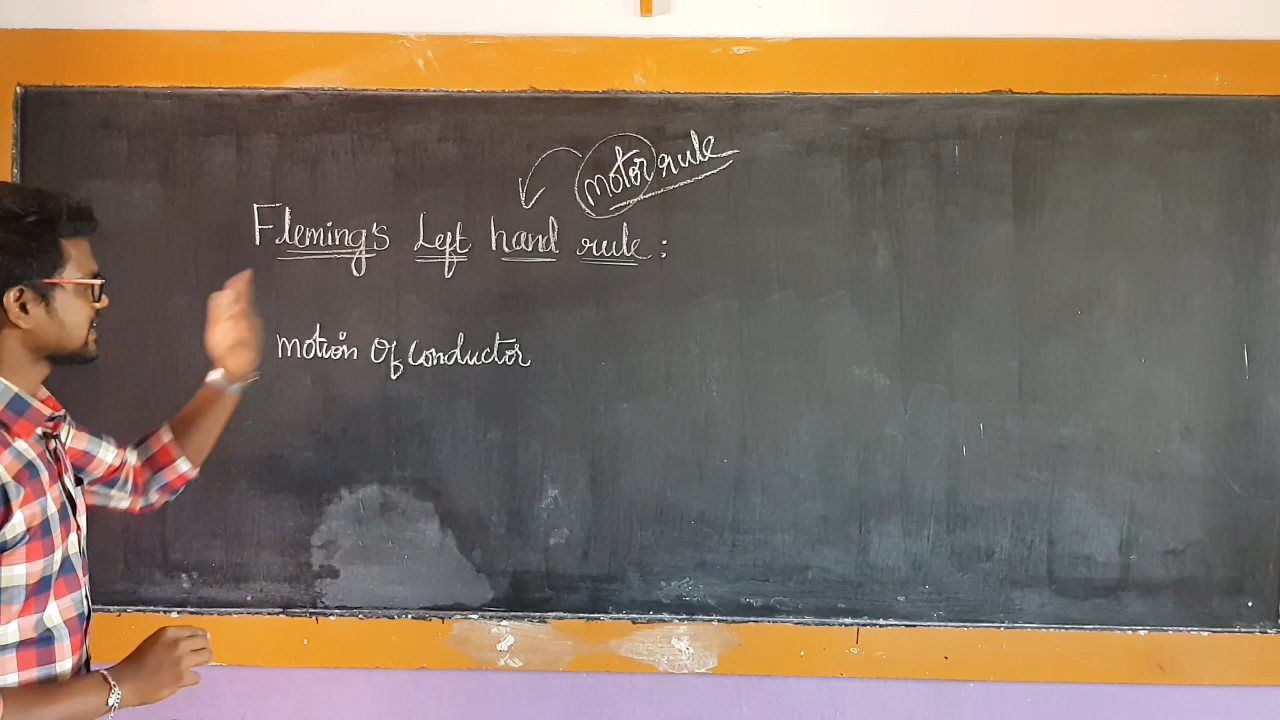 motor rule
Fleming's Left hand rule :
motion of conductor